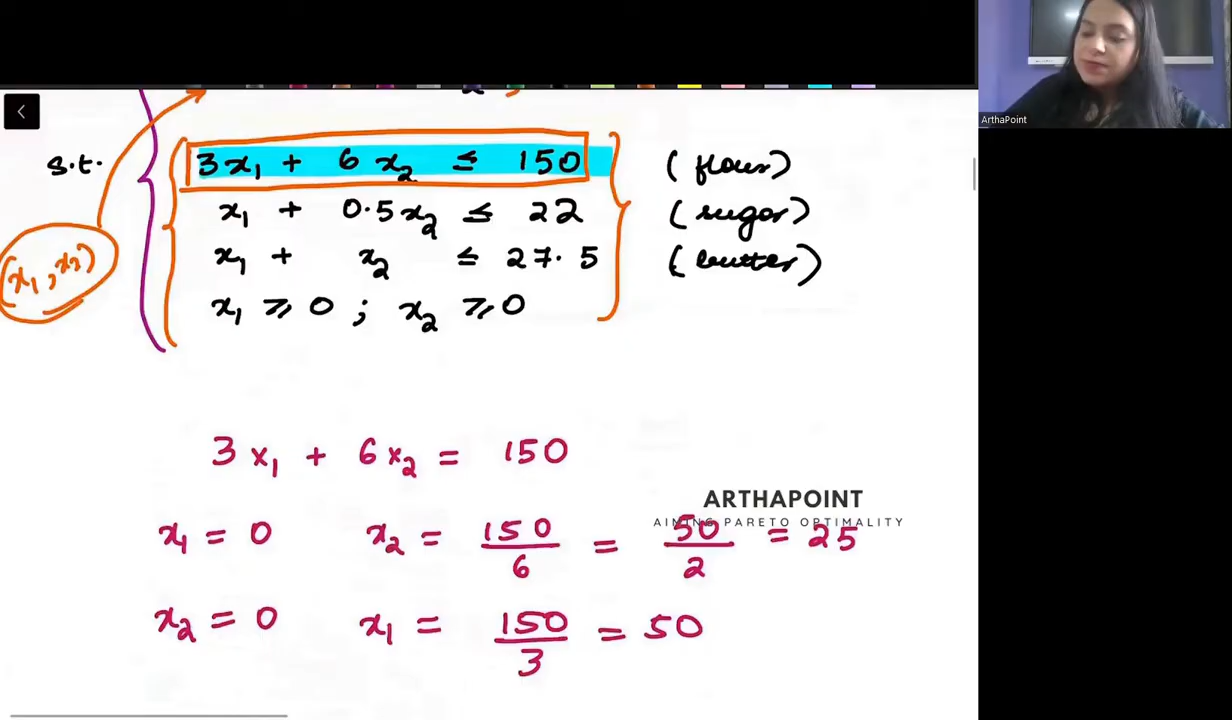 s.t. 3x₁ + 6x₂ ≤ 150 (flour)
x₁ + 0.5x₂ ≤ 22 (sugar)
x₁ + x₂ ≤ 27.5 (butter)
(x₁, x₂)
x₁ ≥ 0 ; x₂ ≥ 0
3x₁ + 6x₂ = 150
x₁ = 0 x₂ = 150/6 = 50/2 = 25
x₂ = 0 x₁ = 150/3 = 50
ARTHAPOINT
AIMING PARETO OPTIMALITY
ArthaPoint